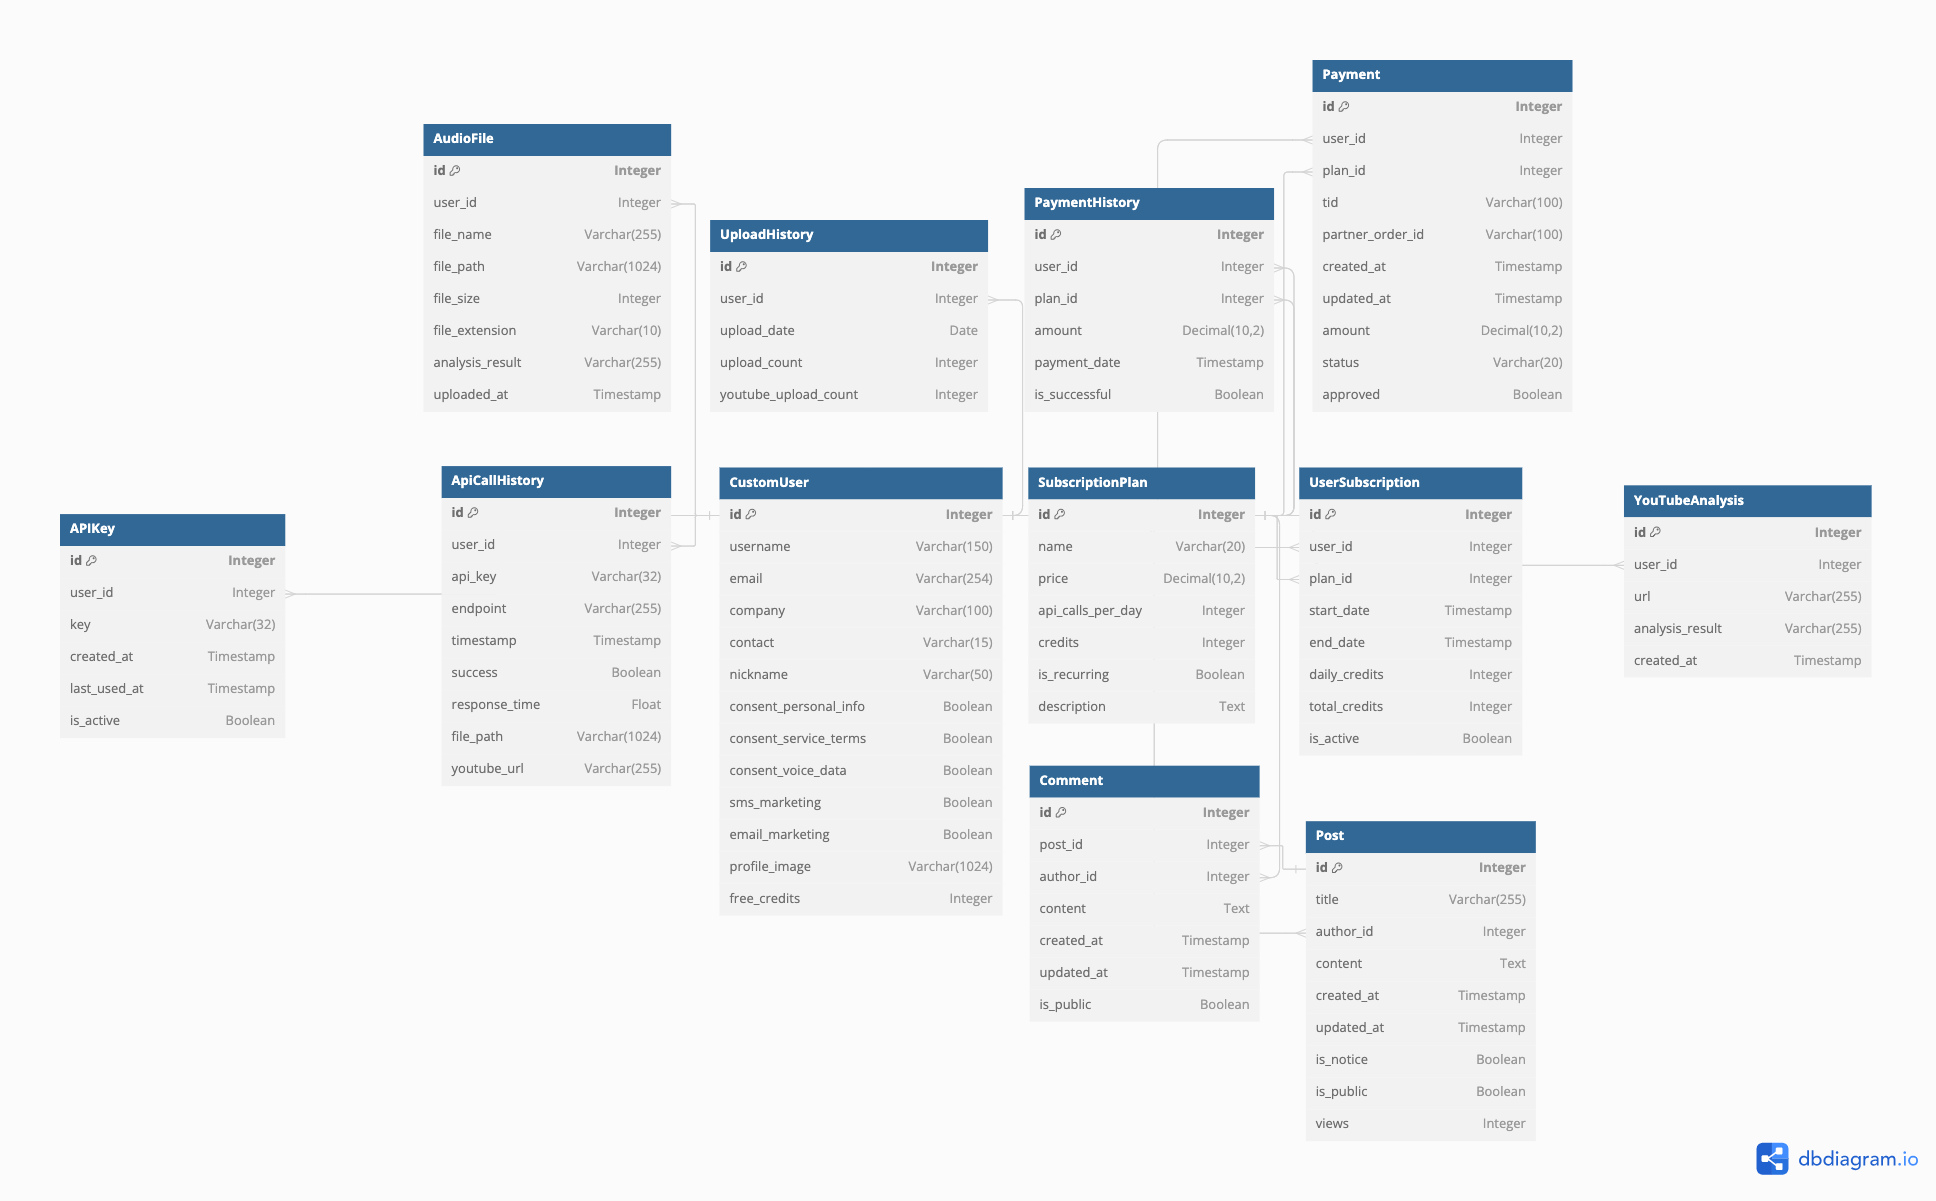 Payment
id Integer
user_id Integer
plan_id Integer
tid Varchar(100)
partner_order_id Varchar(100)
created_at Timestamp
updated_at Timestamp
amount Decimal(10,2)
status Varchar(20)
approved Boolean
AudioFile
id Integer
user_id Integer
file_name Varchar(255)
file_path Varchar(1024)
file_size Integer
file_extension Varchar(10)
analysis_result Varchar(255)
uploaded_at Timestamp
UploadHistory
id Integer
user_id Integer
upload_date Date
upload_count Integer
youtube_upload_count Integer
PaymentHistory
id Integer
user_id Integer
plan_id Integer
amount Decimal(10,2)
payment_date Timestamp
is_successful Boolean
APIKey
id Integer
user_id Integer
key Varchar(32)
created_at Timestamp
last_used_at Timestamp
is_active Boolean
ApiCallHistory
id Integer
user_id Integer
api_key Varchar(32)
endpoint Varchar(255)
timestamp Timestamp
success Boolean
response_time Float
file_path Varchar(1024)
youtube_url Varchar(255)
CustomUser
id Integer
username Varchar(150)
email Varchar(254)
company Varchar(100)
contact Varchar(15)
nickname Varchar(50)
consent_personal_info Boolean
consent_service_terms Boolean
consent_voice_data Boolean
sms_marketing Boolean
email_marketing Boolean
profile_image Varchar(1024)
free_credits Integer
SubscriptionPlan
id Integer
name Varchar(20)
price Decimal(10,2)
api_calls_per_day Integer
credits Integer
is_recurring Boolean
description Text
UserSubscription
id Integer
user_id Integer
plan_id Integer
start_date Timestamp
end_date Timestamp
daily_credits Integer
total_credits Integer
is_active Boolean
YouTubeAnalysis
id Integer
user_id Integer
url Varchar(255)
analysis_result Varchar(255)
created_at Timestamp
Comment
id Integer
post_id Integer
author_id Integer
content Text
created_at Timestamp
updated_at Timestamp
is_public Boolean
Post
id Integer
title Varchar(255)
author_id Integer
content Text
created_at Timestamp
updated_at Timestamp
is_notice Boolean
is_public Boolean
views Integer
dbdiagram.io